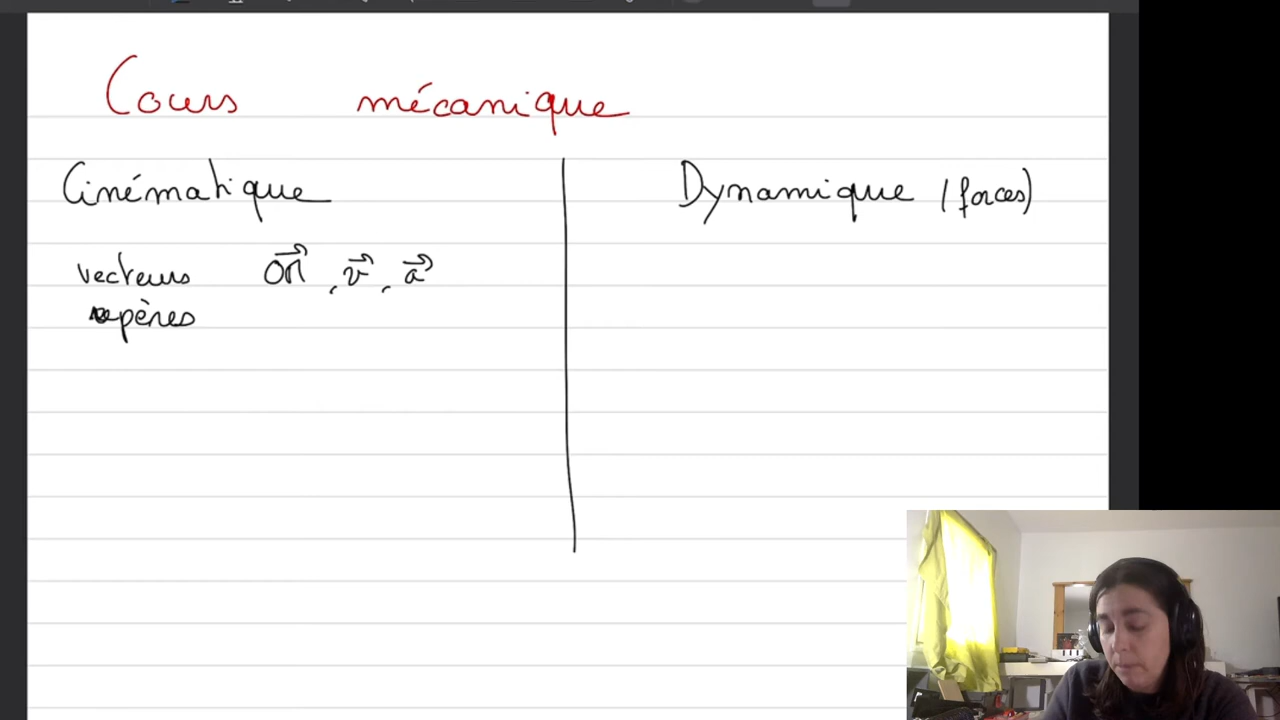 Cours mécanique
Cinématique
vecteurs OM, v, a
repères
Dynamique (forces)